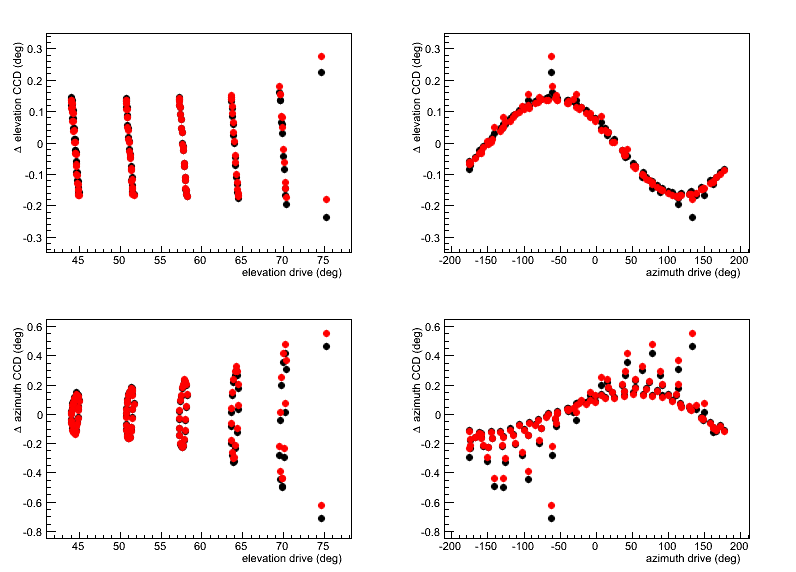 Δ elevation CCD (deg)
0.3
0.2
0.1
0
-0.1
-0.2
-0.3
45 50 55 60 65 70 75
elevation drive (deg)
Δ elevation CCD (deg)
0.3
0.2
0.1
0
-0.1
-0.2
-0.3
-200 -150 -100 -50 0 50 100 150 200
azimuth drive (deg)
Δ azimuth CCD (deg)
0.6
0.4
0.2
0
-0.2
-0.4
-0.6
-0.8
45 50 55 60 65 70 75
elevation drive (deg)
Δ azimuth CCD (deg)
0.6
0.4
0.2
0
-0.2
-0.4
-0.6
-0.8
-200 -150 -100 -50 0 50 100 150 200
azimuth drive (deg)